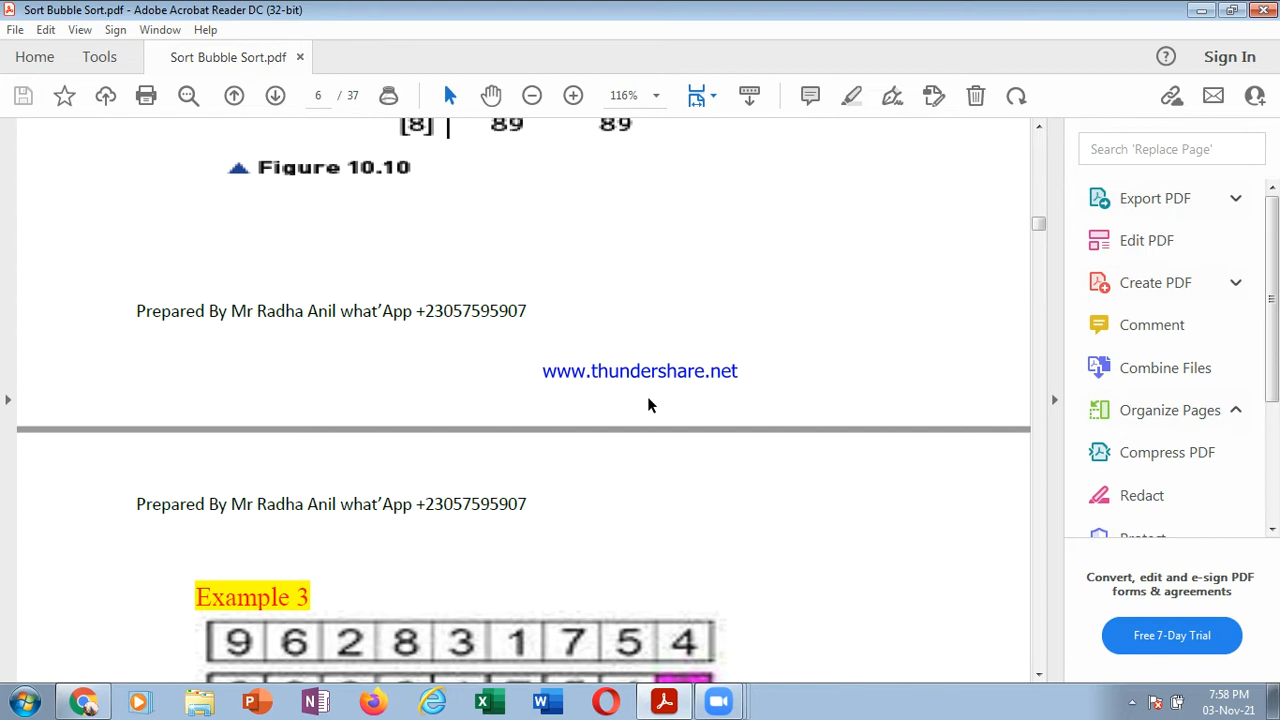 Sort Bubble Sort.pdf - Adobe Acrobat Reader DC (32-bit)
File Edit View Sign Window Help
Home Tools Sort Bubble Sort.pdf × Sign In
6 / 37 116%
[8] 89 89
Figure 10.10
Prepared By Mr Radha Anil what'App +23057595907
www.thundershare.net
Prepared By Mr Radha Anil what'App +23057595907
Example 3
9 6 2 8 3 1 7 5 4
Search 'Replace Page'
Export PDF
Edit PDF
Create PDF
Comment
Combine Files
Organize Pages
Compress PDF
Redact
Protect
Convert, edit and e-sign PDF
forms & agreements
Free 7-Day Trial
7:58 PM
03-Nov-21